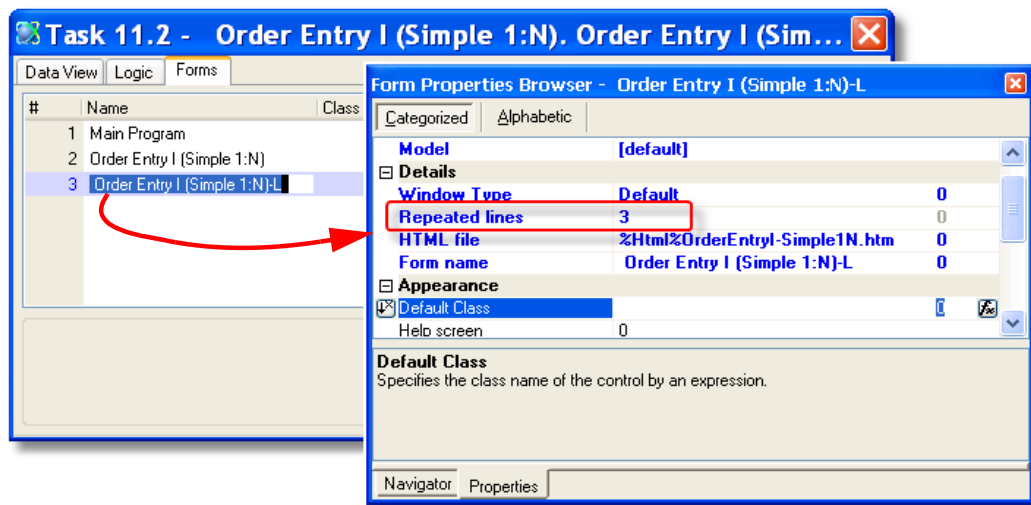 Task 11.2 - Order Entry I (Simple 1:N). Order Entry I (Sim...
Data View Logic Forms
# Name Class
1 Main Program
2 Order Entry I (Simple 1:N)
3 Order Entry I (Simple 1:N)-L
Form Properties Browser - Order Entry I (Simple 1:N)-L
Categorized Alphabetic
Model [default]
Details
Window Type Default 0
Repeated lines 3 0
HTML file %Html%OrderEntryI-Simple1N.htm 0
Form name Order Entry I (Simple 1:N)-L 0
Appearance
Default Class 0 fx
Help screen 0
Default Class
Specifies the class name of the control by an expression.
Navigator Properties